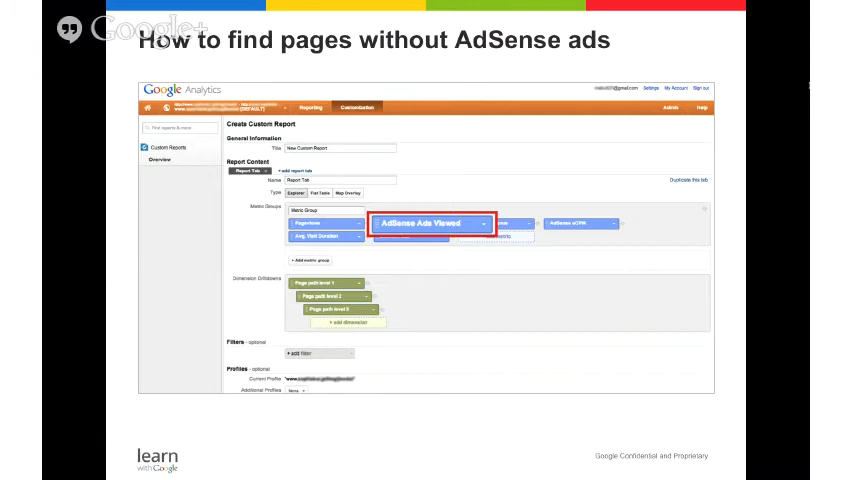 Google+
How to find pages without AdSense ads
Google Analytics
Settings My Account Sign out
Reporting Customization Admin Help
Find reports & more
Custom Reports
Overview
Create Custom Report
General Information
Title New Custom Report
Report Content
Report Tab + add report tab
Name Report Tab Duplicate this tab
Type Explorer Flat Table Map Overlay
Metric Groups Metric Group
Pageviews AdSense Ads Viewed AdSense eCPM
Avg. Visit Duration
+ Add metric group
Dimension Drilldowns Page path level 1
Page path level 2
Page path level 3
+ add dimension
Filters - optional
+ add filter
Profiles - optional
Current Profile
Additional Profiles None
learn
with Google
Google Confidential and Proprietary